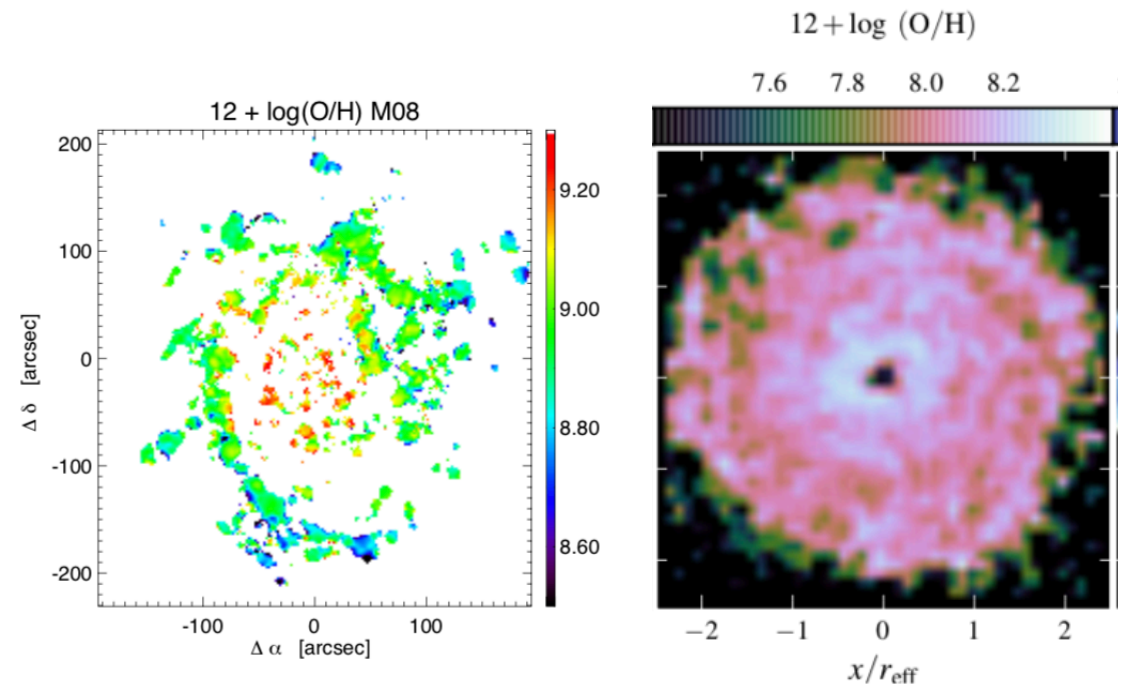 12 + log(O/H) M08
200
100
0
-100
-200
Δ δ [arcsec]
-100 0 100
Δ α [arcsec]
9.20
9.00
8.80
8.60
12+log (O/H)
7.6 7.8 8.0 8.2
−2 −1 0 1 2
x/r_eff